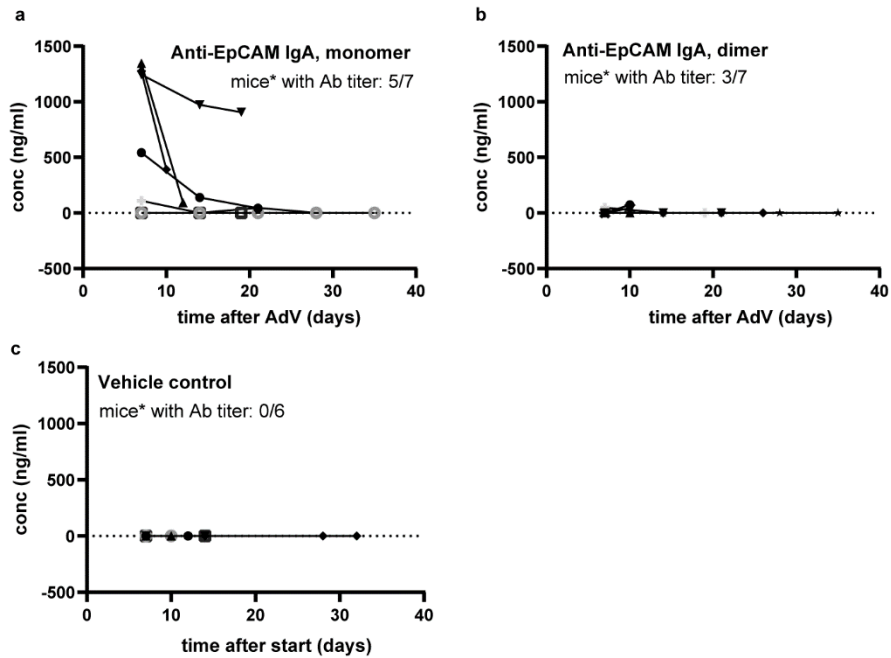 a
Anti-EpCAM IgA, monomer
mice* with Ab titer: 5/7
conc (ng/ml)
1500
1000
500
0
-500
0 10 20 30 40
time after AdV (days)
b
Anti-EpCAM IgA, dimer
mice* with Ab titer: 3/7
conc (ng/ml)
1500
1000
500
0
-500
0 10 20 30 40
time after AdV (days)
c
Vehicle control
mice* with Ab titer: 0/6
conc (ng/ml)
1500
1000
500
0
-500
0 10 20 30 40
time after start (days)